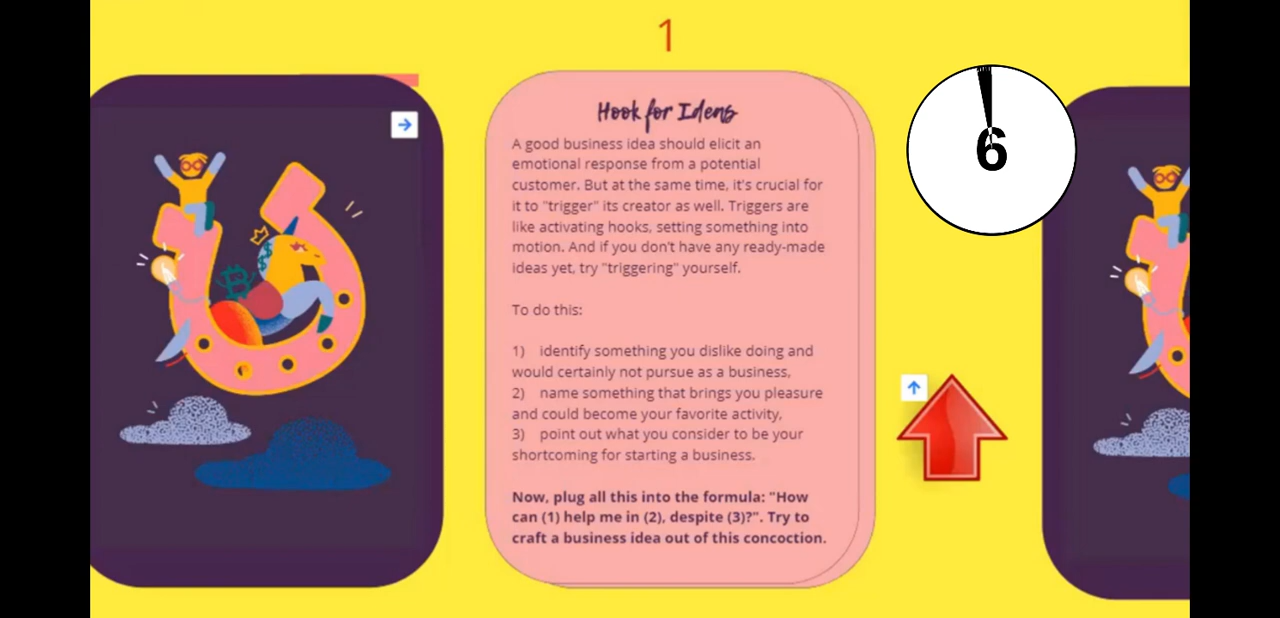 1
Hook for Ideas
A good business idea should elicit an
emotional response from a potential
customer. But at the same time, it's crucial for
it to "trigger" its creator as well. Triggers are
like activating hooks, setting something into
motion. And if you don't have any ready-made
ideas yet, try "triggering" yourself.
To do this:
1) identify something you dislike doing and
would certainly not pursue as a business,
2) name something that brings you pleasure
and could become your favorite activity,
3) point out what you consider to be your
shortcoming for starting a business.
Now, plug all this into the formula: "How
can (1) help me in (2), despite (3)?". Try to
craft a business idea out of this concoction.
6